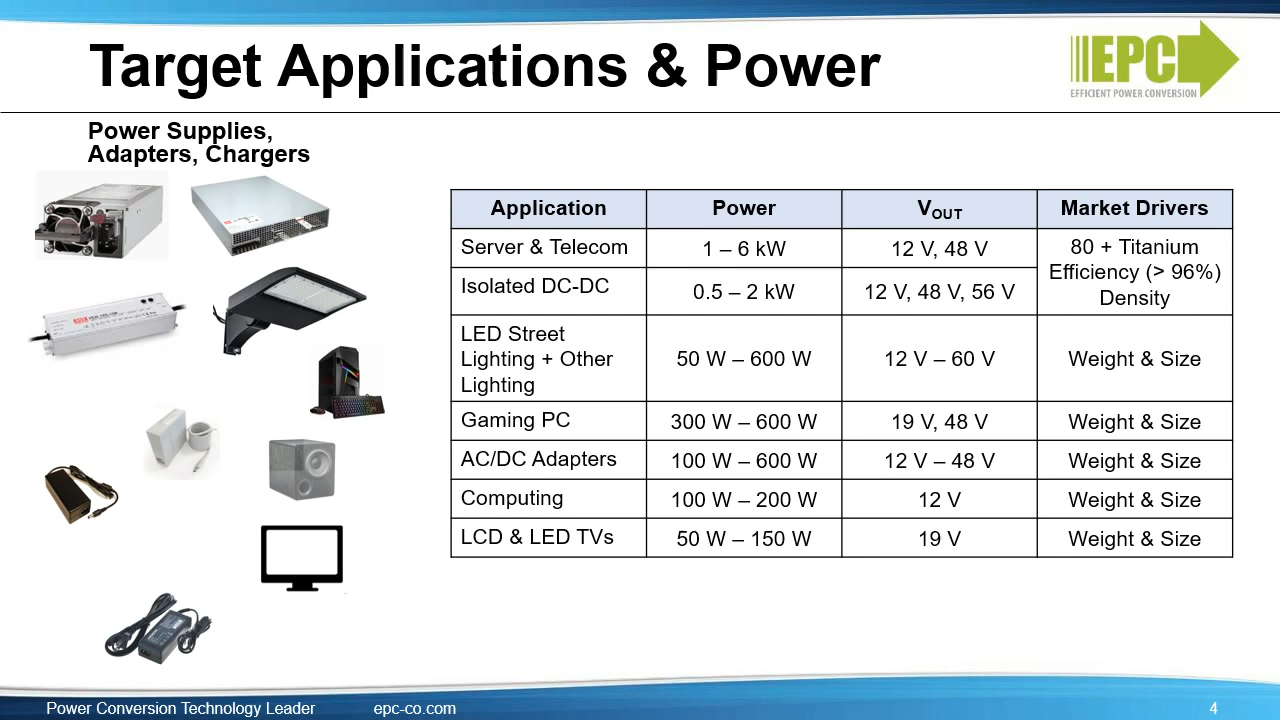 Target Applications & Power
EPC
EFFICIENT POWER CONVERSION
Power Supplies,
Adapters, Chargers
Application Power VOUT Market Drivers
Server & Telecom 1 – 6 kW 12 V, 48 V 80 + Titanium
Efficiency (> 96%)
Density
Isolated DC-DC 0.5 – 2 kW 12 V, 48 V, 56 V
LED Street
Lighting + Other
Lighting
50 W – 600 W 12 V – 60 V Weight & Size
Gaming PC 300 W – 600 W 19 V, 48 V Weight & Size
AC/DC Adapters 100 W – 600 W 12 V – 48 V Weight & Size
Computing 100 W – 200 W 12 V Weight & Size
LCD & LED TVs 50 W – 150 W 19 V Weight & Size
Power Conversion Technology Leader epc-co.com 4